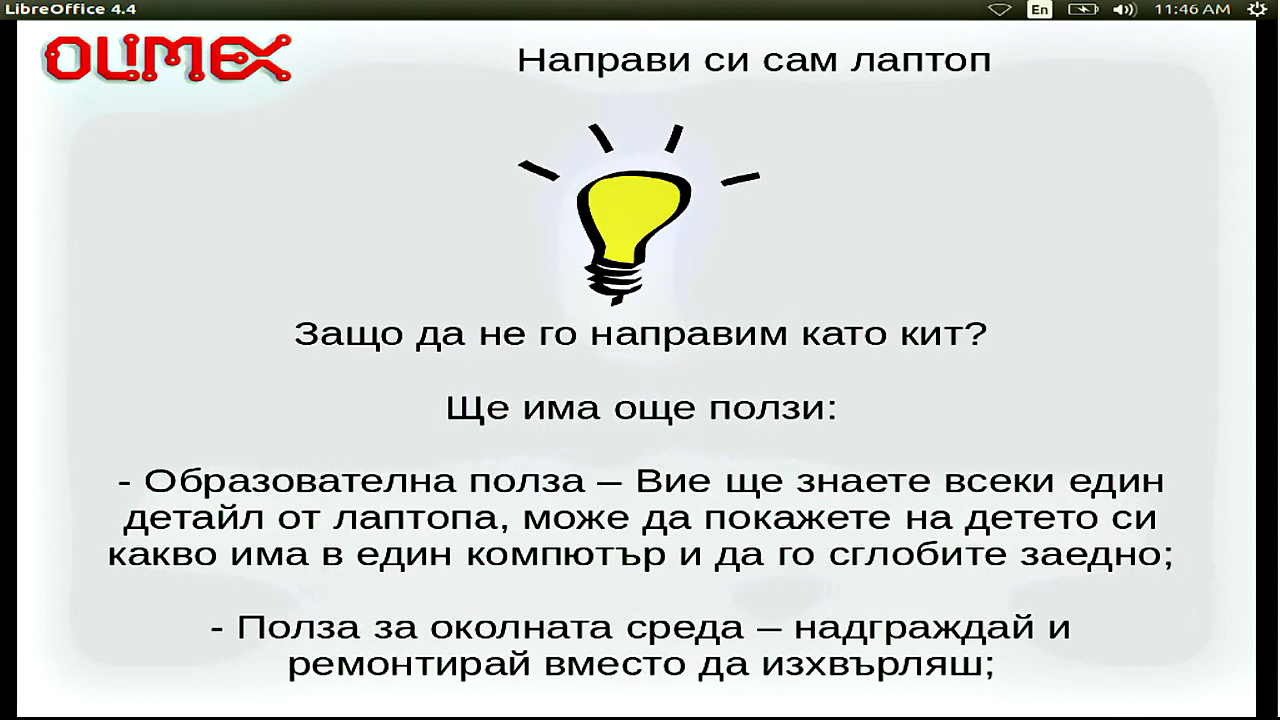 LibreOffice 4.4
En
11:46 AM
OLIMEX
Направи си сам лаптоп
Защо да не го направим като кит?
Ще има още ползи:
- Образователна полза – Вие ще знаете всеки един
детайл от лаптопа, може да покажете на детето си
какво има в един компютър и да го сглобите заедно;
- Полза за околната среда – надграждай и
ремонтирай вместо да изхвърляш;